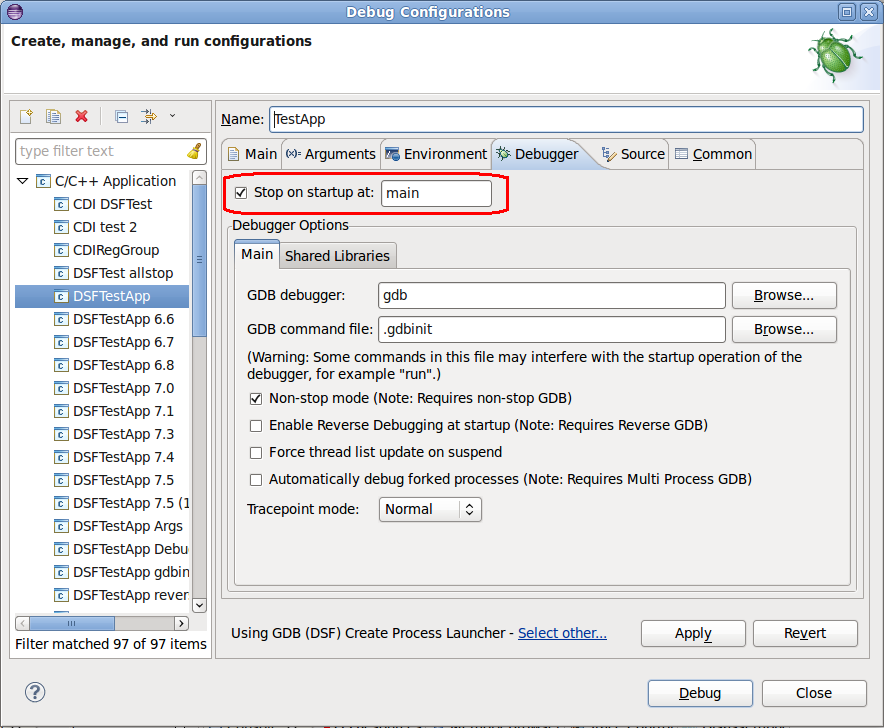 Debug Configurations
Create, manage, and run configurations
type filter text
C/C++ Application
CDI DSFTest
CDI test 2
CDIRegGroup
DSFTest allstop
DSFTestApp
DSFTestApp 6.6
DSFTestApp 6.7
DSFTestApp 6.8
DSFTestApp 7.0
DSFTestApp 7.1
DSFTestApp 7.3
DSFTestApp 7.4
DSFTestApp 7.5
DSFTestApp 7.5 (1
DSFTestApp Args
DSFTestApp Debu
DSFTestApp gdbin
DSFTestApp rever
Filter matched 97 of 97 items
Name: TestApp
Main (x)= Arguments Environment Debugger Source Common
Stop on startup at: main
Debugger Options
Main Shared Libraries
GDB debugger: gdb Browse...
GDB command file: .gdbinit Browse...
(Warning: Some commands in this file may interfere with the startup operation of the
debugger, for example "run".)
Non-stop mode (Note: Requires non-stop GDB)
Enable Reverse Debugging at startup (Note: Requires Reverse GDB)
Force thread list update on suspend
Automatically debug forked processes (Note: Requires Multi Process GDB)
Tracepoint mode: Normal
Using GDB (DSF) Create Process Launcher - Select other... Apply Revert
? Debug Close